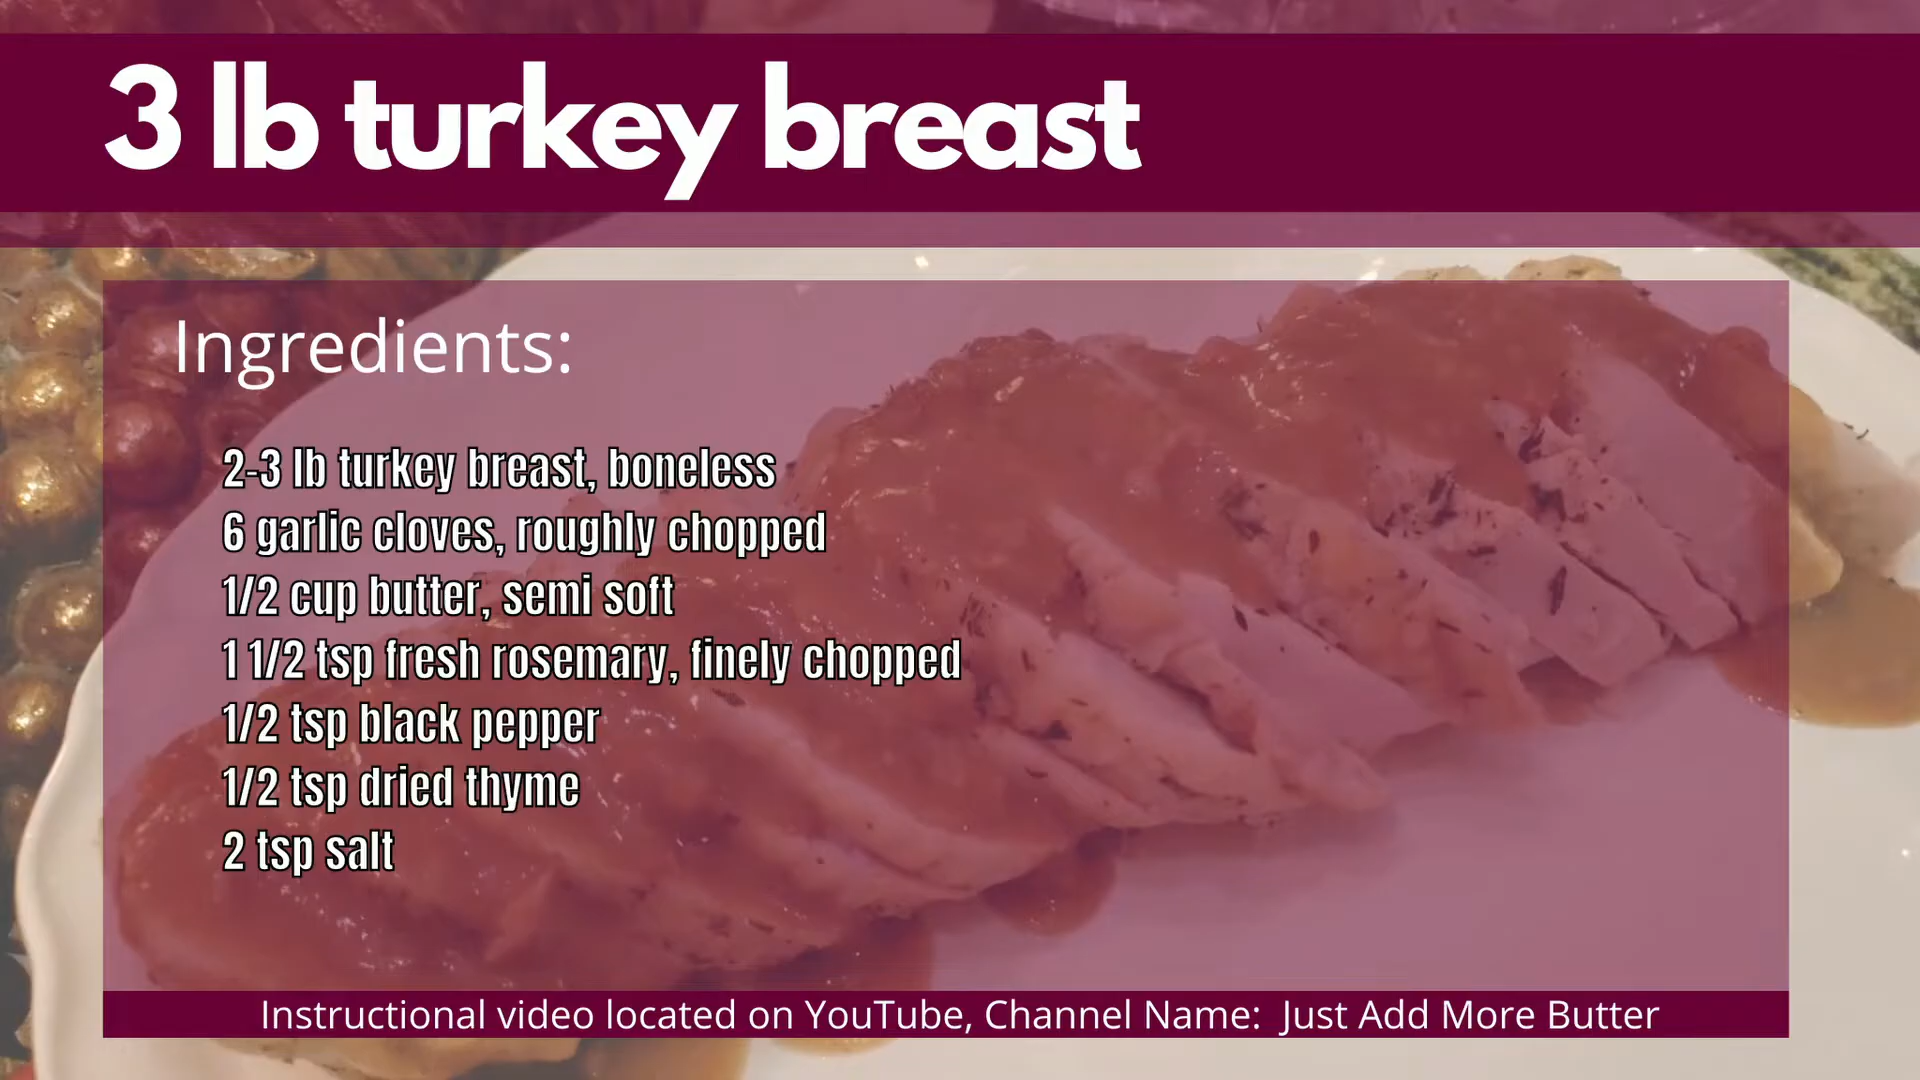 3 lb turkey breast
Ingredients:
2-3 lb turkey breast, boneless
6 garlic cloves, roughly chopped
1/2 cup butter, semi soft
1 1/2 tsp fresh rosemary, finely chopped
1/2 tsp black pepper
1/2 tsp dried thyme
2 tsp salt
Instructional video located on YouTube, Channel Name: Just Add More Butter